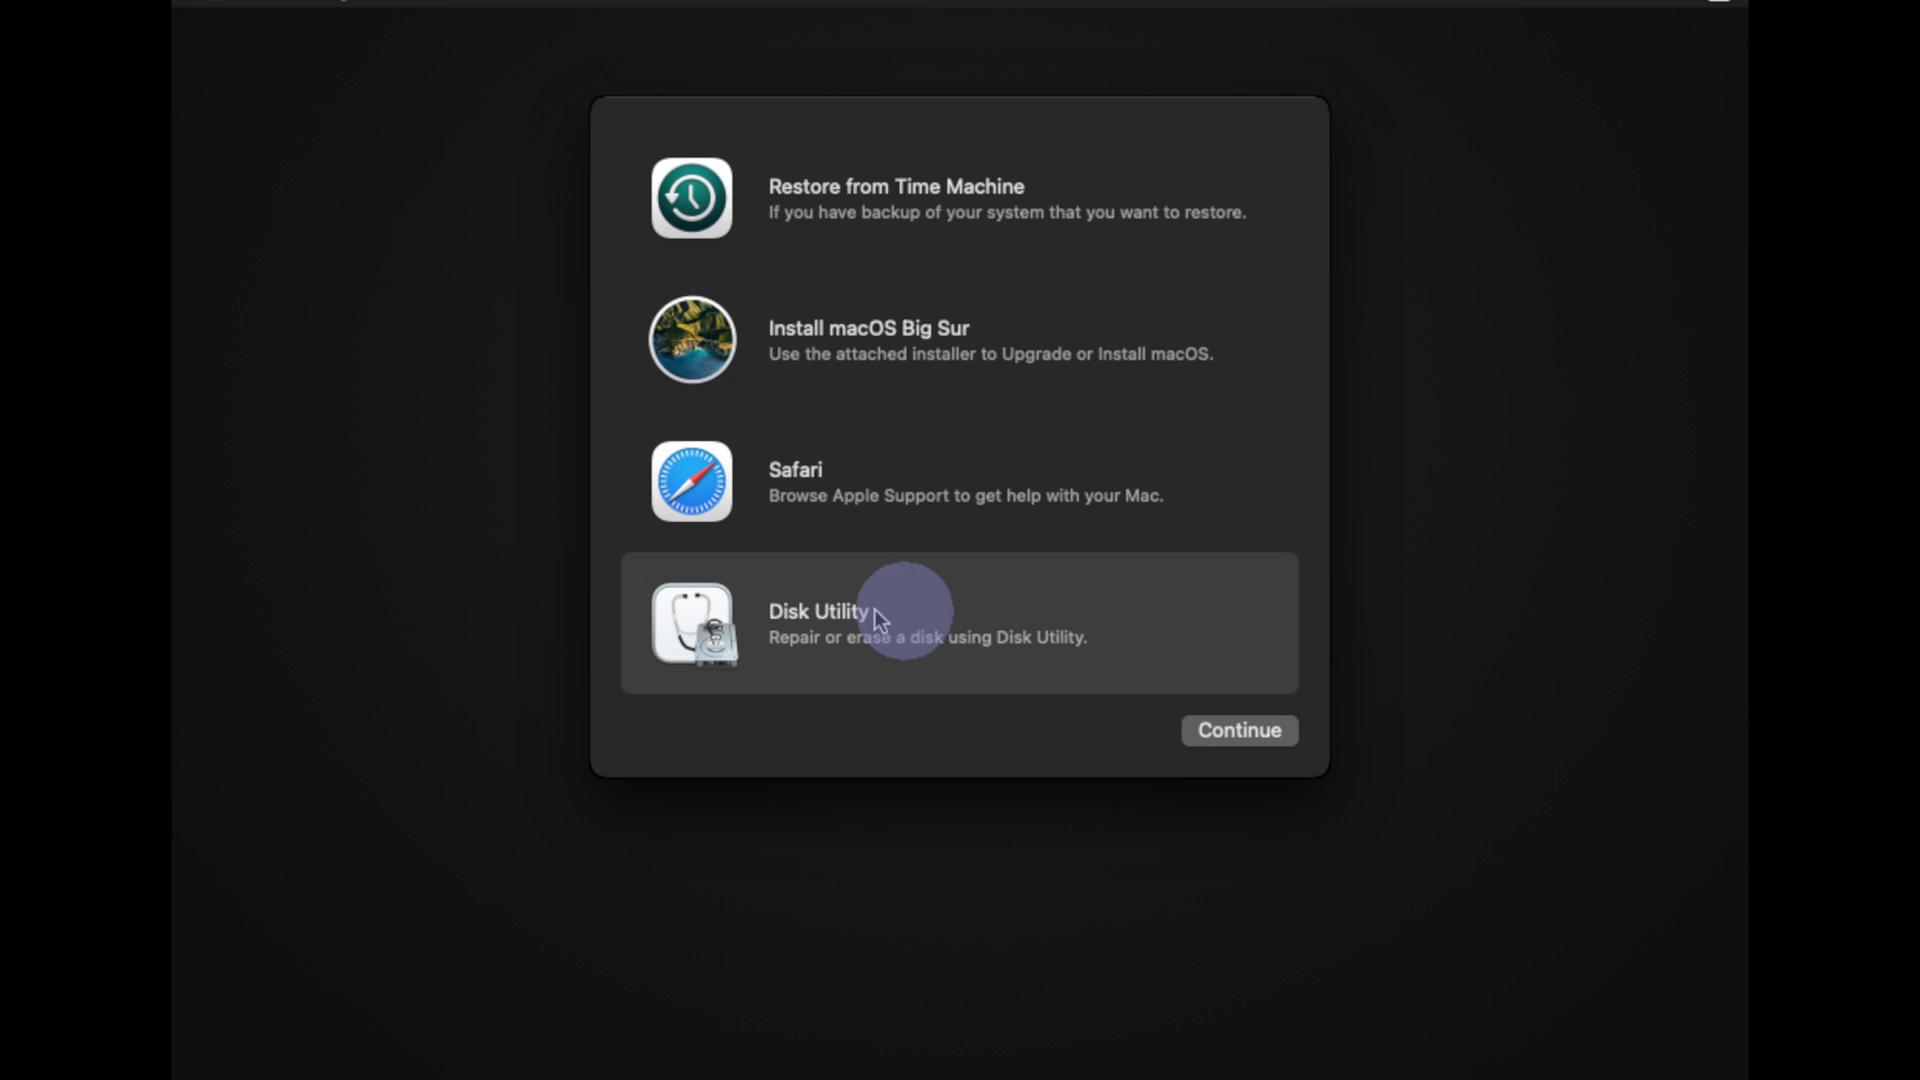 Restore from Time Machine
If you have backup of your system that you want to restore.
Install macOS Big Sur
Use the attached installer to Upgrade or Install macOS.
Safari
Browse Apple Support to get help with your Mac.
Disk Utility
Repair or erase a disk using Disk Utility.
Continue